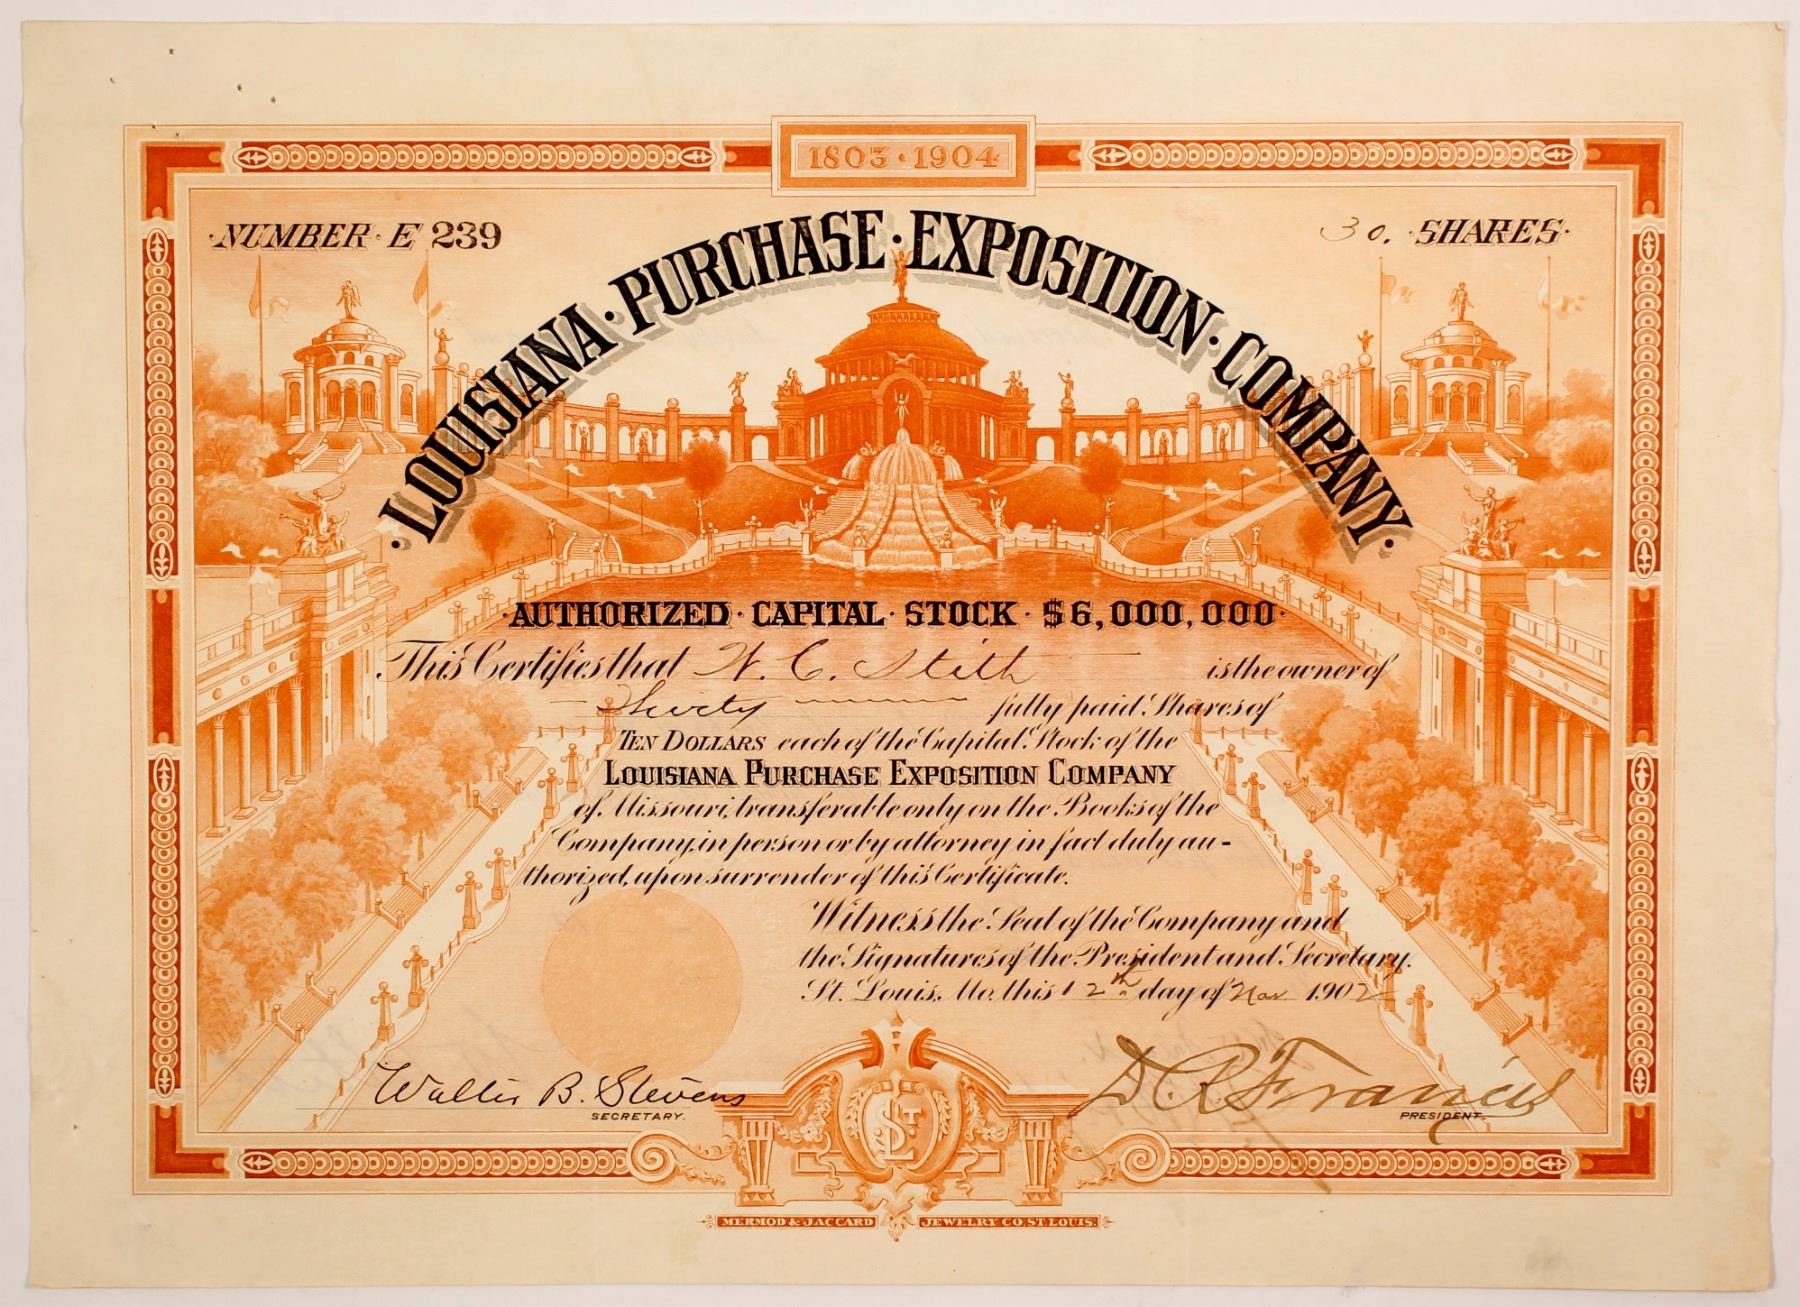 1803 · 1904
· NUMBER · E 239
30. · SHARES ·
· LOUISIANA · PURCHASE · EXPOSITION · COMPANY ·
· AUTHORIZED · CAPITAL · STOCK · $6,000,000 ·
This Certifies that W. C. Stith is the owner of
Thirty fully paid Shares of
TEN DOLLARS each of the Capital Stock of the
LOUISIANA PURCHASE EXPOSITION COMPANY
of Missouri, transferable only on the Books of the
Company, in person or by attorney in fact duly au-
thorized, upon surrender of this Certificate.
Witness the Seal of the Company and
the Signatures of the President and Secretary.
St. Louis, Mo, this 12th day of Nov 1902
Walter B. Stevens
SECRETARY.
D. R. Francis
PRESIDENT.
ST L
MERMOD & JACCARD JEWELRY CO. ST LOUIS.